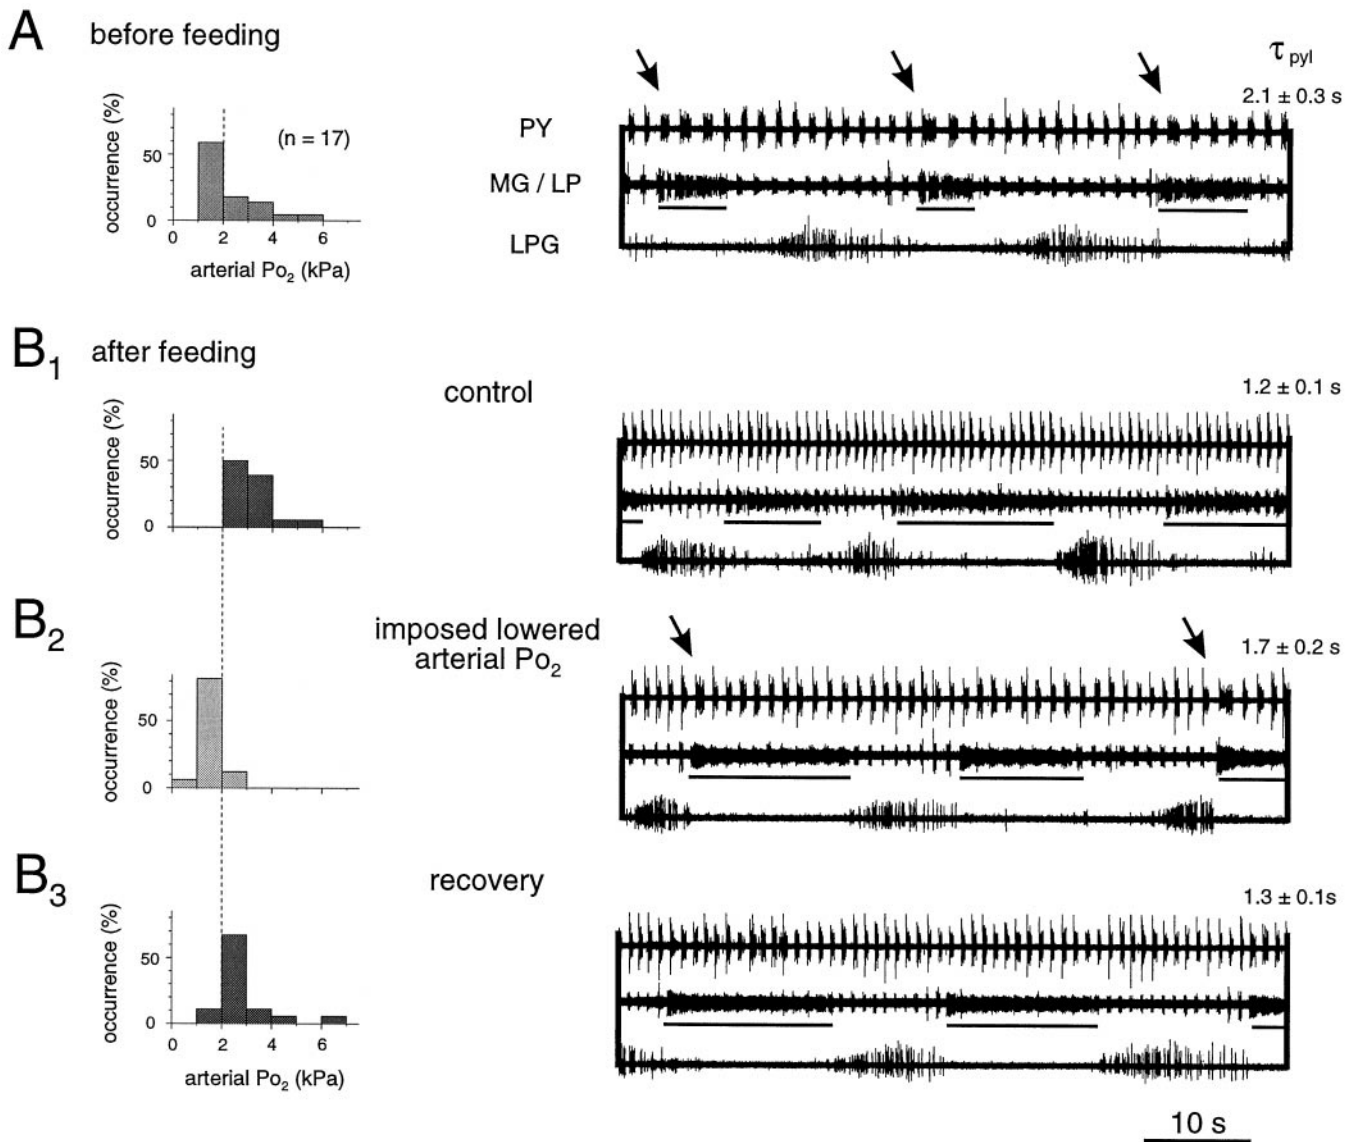 A before feeding
τ pyl
2.1 ± 0.3 s
occurrence (%)
50
0
(n = 17)
0 2 4 6
arterial Po2 (kPa)
PY
MG / LP
LPG
B1 after feeding
control
1.2 ± 0.1 s
occurrence (%)
50
0
B2
imposed lowered
arterial Po2
1.7 ± 0.2 s
occurrence (%)
50
0
B3
recovery
1.3 ± 0.1s
occurrence (%)
50
0
0 2 4 6
arterial Po2 (kPa)
10 s